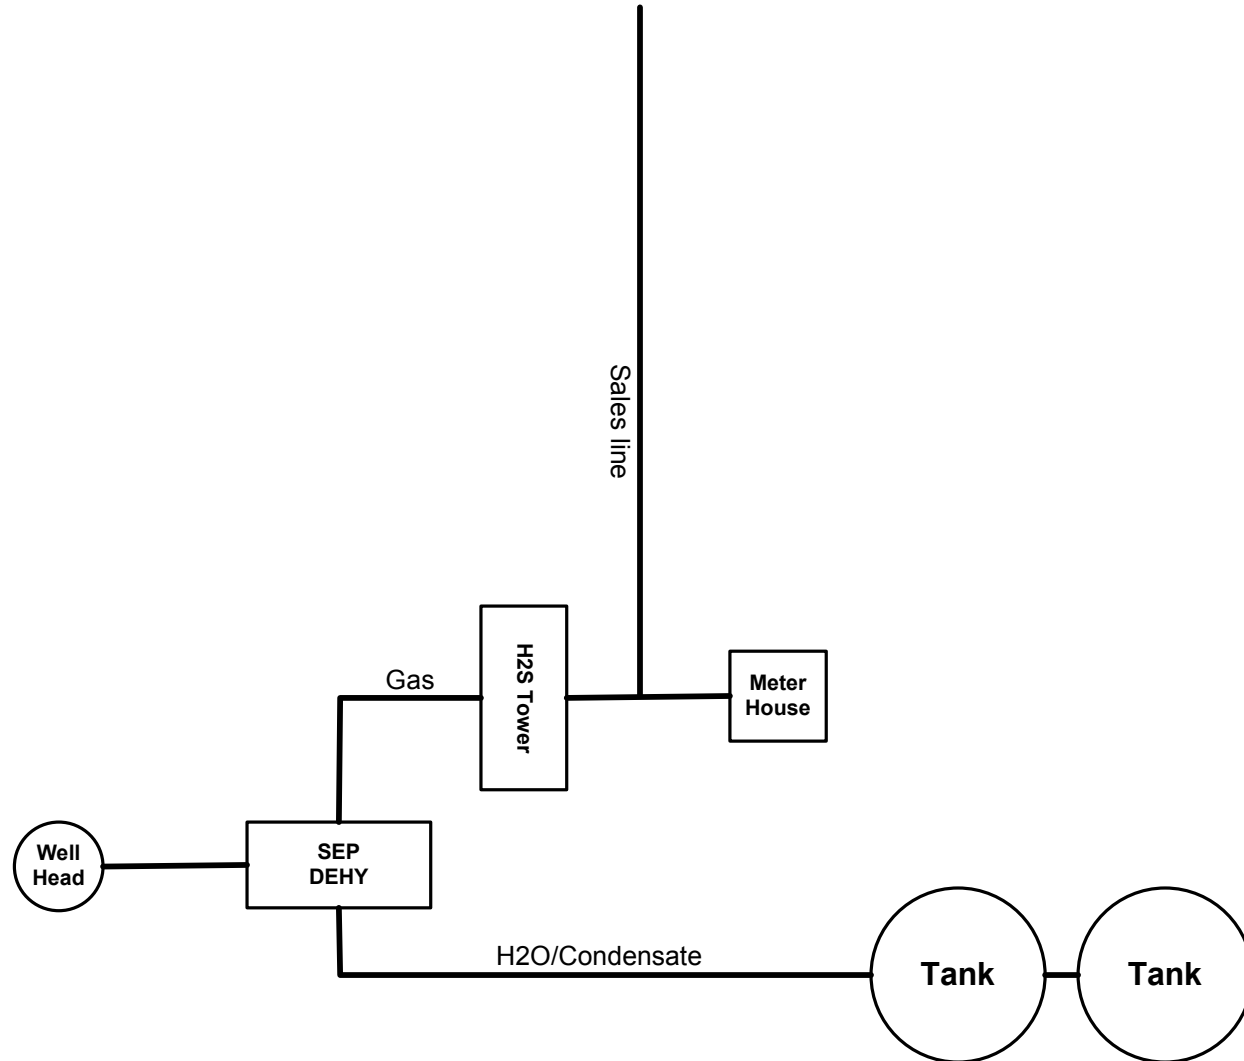 Sales line
H2S Tower
Gas
Meter
House
Well
Head
SEP
DEHY
H2O/Condensate
Tank
Tank